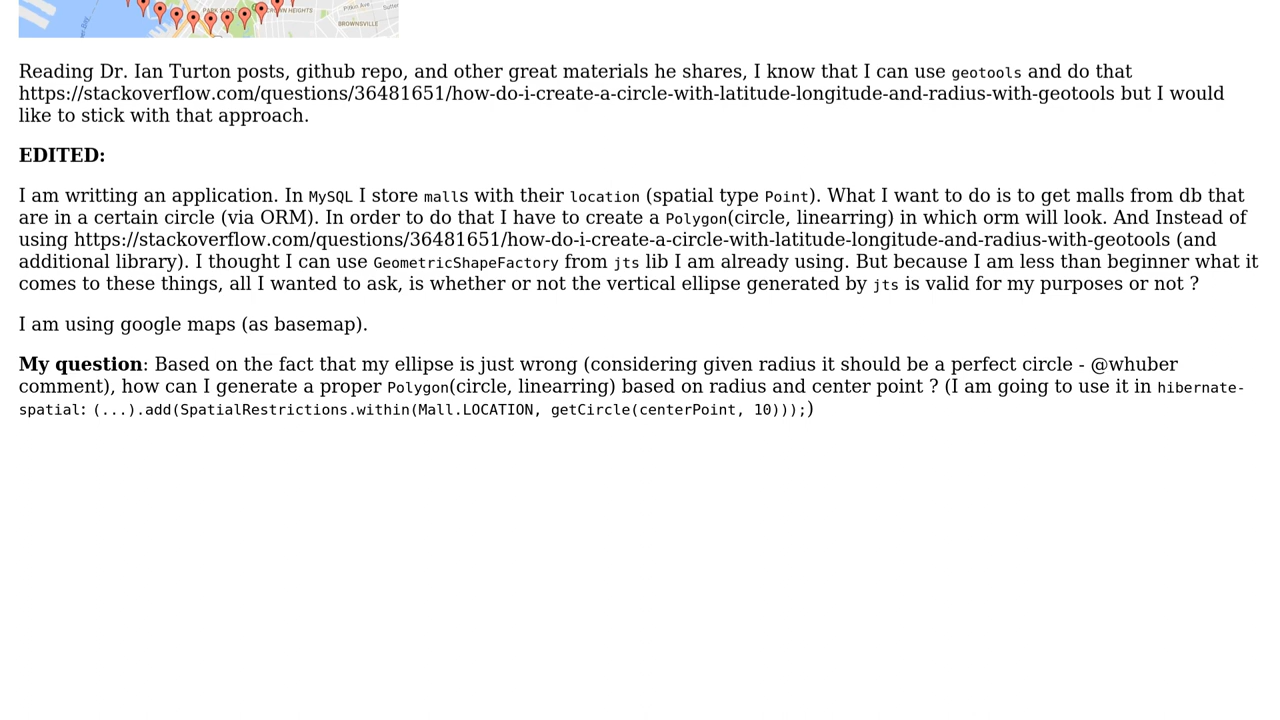 PARK SLOPE
CROWN HEIGHTS
Pitkin Ave
BROWNSVILLE
Reading Dr. Ian Turton posts, github repo, and other great materials he shares, I know that I can use geotools and do that
https://stackoverflow.com/questions/36481651/how-do-i-create-a-circle-with-latitude-longitude-and-radius-with-geotools but I would
like to stick with that approach.
EDITED:
I am writting an application. In MySQL I store malls with their location (spatial type Point). What I want to do is to get malls from db that
are in a certain circle (via ORM). In order to do that I have to create a Polygon(circle, linearring) in which orm will look. And Instead of
using https://stackoverflow.com/questions/36481651/how-do-i-create-a-circle-with-latitude-longitude-and-radius-with-geotools (and
additional library). I thought I can use GeometricShapeFactory from jts lib I am already using. But because I am less than beginner what it
comes to these things, all I wanted to ask, is whether or not the vertical ellipse generated by jts is valid for my purposes or not ?
I am using google maps (as basemap).
My question: Based on the fact that my ellipse is just wrong (considering given radius it should be a perfect circle - @whuber
comment), how can I generate a proper Polygon(circle, linearring) based on radius and center point ? (I am going to use it in hibernate-
spatial: (...).add(SpatialRestrictions.within(Mall.LOCATION, getCircle(centerPoint, 10)));)